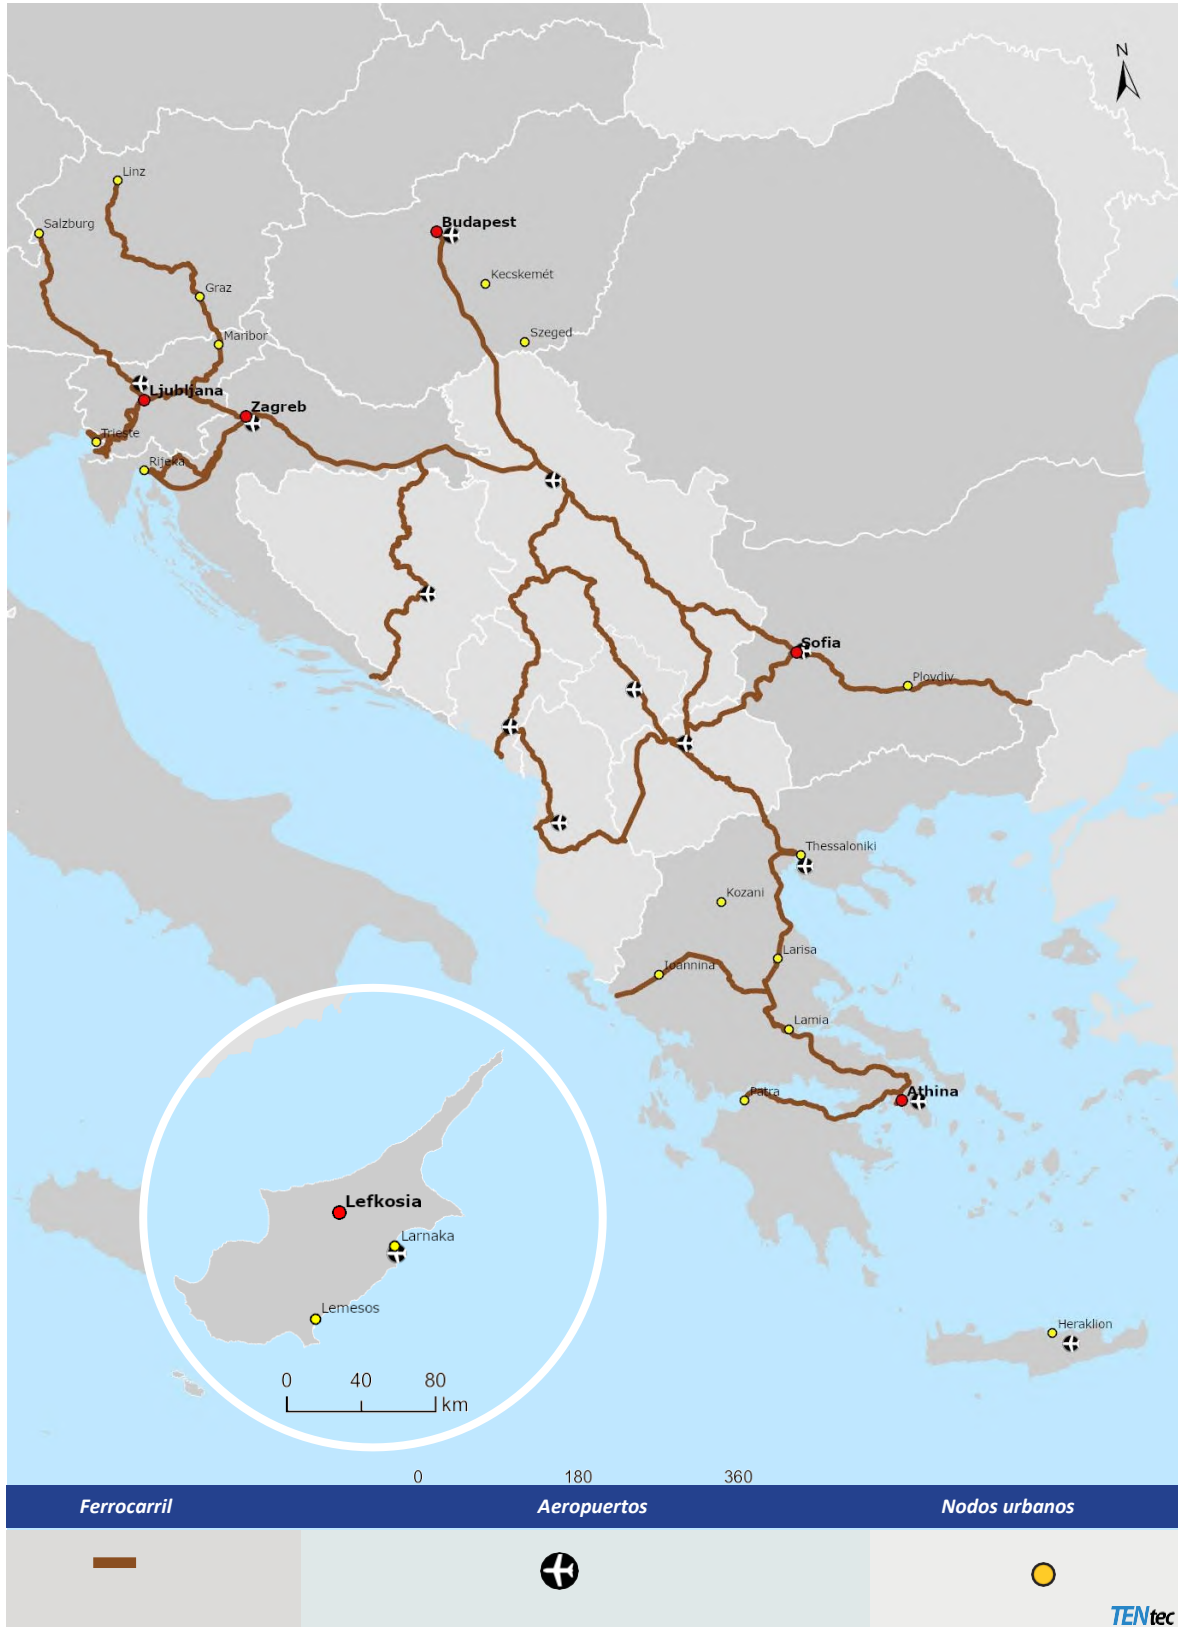 N
Linz
Salzburg
Budapest
Kecskemét
Graz
Szeged
Maribor
Ljubljana
Zagreb
Trieste
Rijeka
Sofia
Plovdiv
Thessaloniki
Kozani
Larisa
Ioannina
Lamia
Patra
Athina
Lefkosia
Larnaka
Lemesos
Heraklion
0 40 80
km
0 180 360
Ferrocarril Aeropuertos Nodos urbanos
TENtec